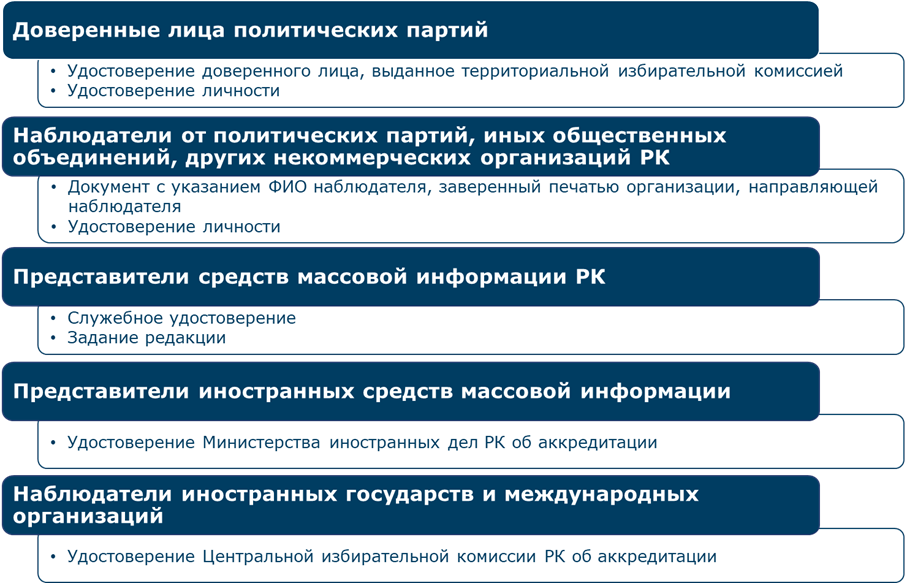 Доверенные лица политических партий
• Удостоверение доверенного лица, выданное территориальной избирательной комиссией
• Удостоверение личности
Наблюдатели от политических партий, иных общественных
объединений, других некоммерческих организаций РК
• Документ с указанием ФИО наблюдателя, заверенный печатью организации, направляющей
наблюдателя
• Удостоверение личности
Представители средств массовой информации РК
• Служебное удостоверение
• Задание редакции
Представители иностранных средств массовой информации
• Удостоверение Министерства иностранных дел РК об аккредитации
Наблюдатели иностранных государств и международных
организаций
• Удостоверение Центральной избирательной комиссии РК об аккредитации